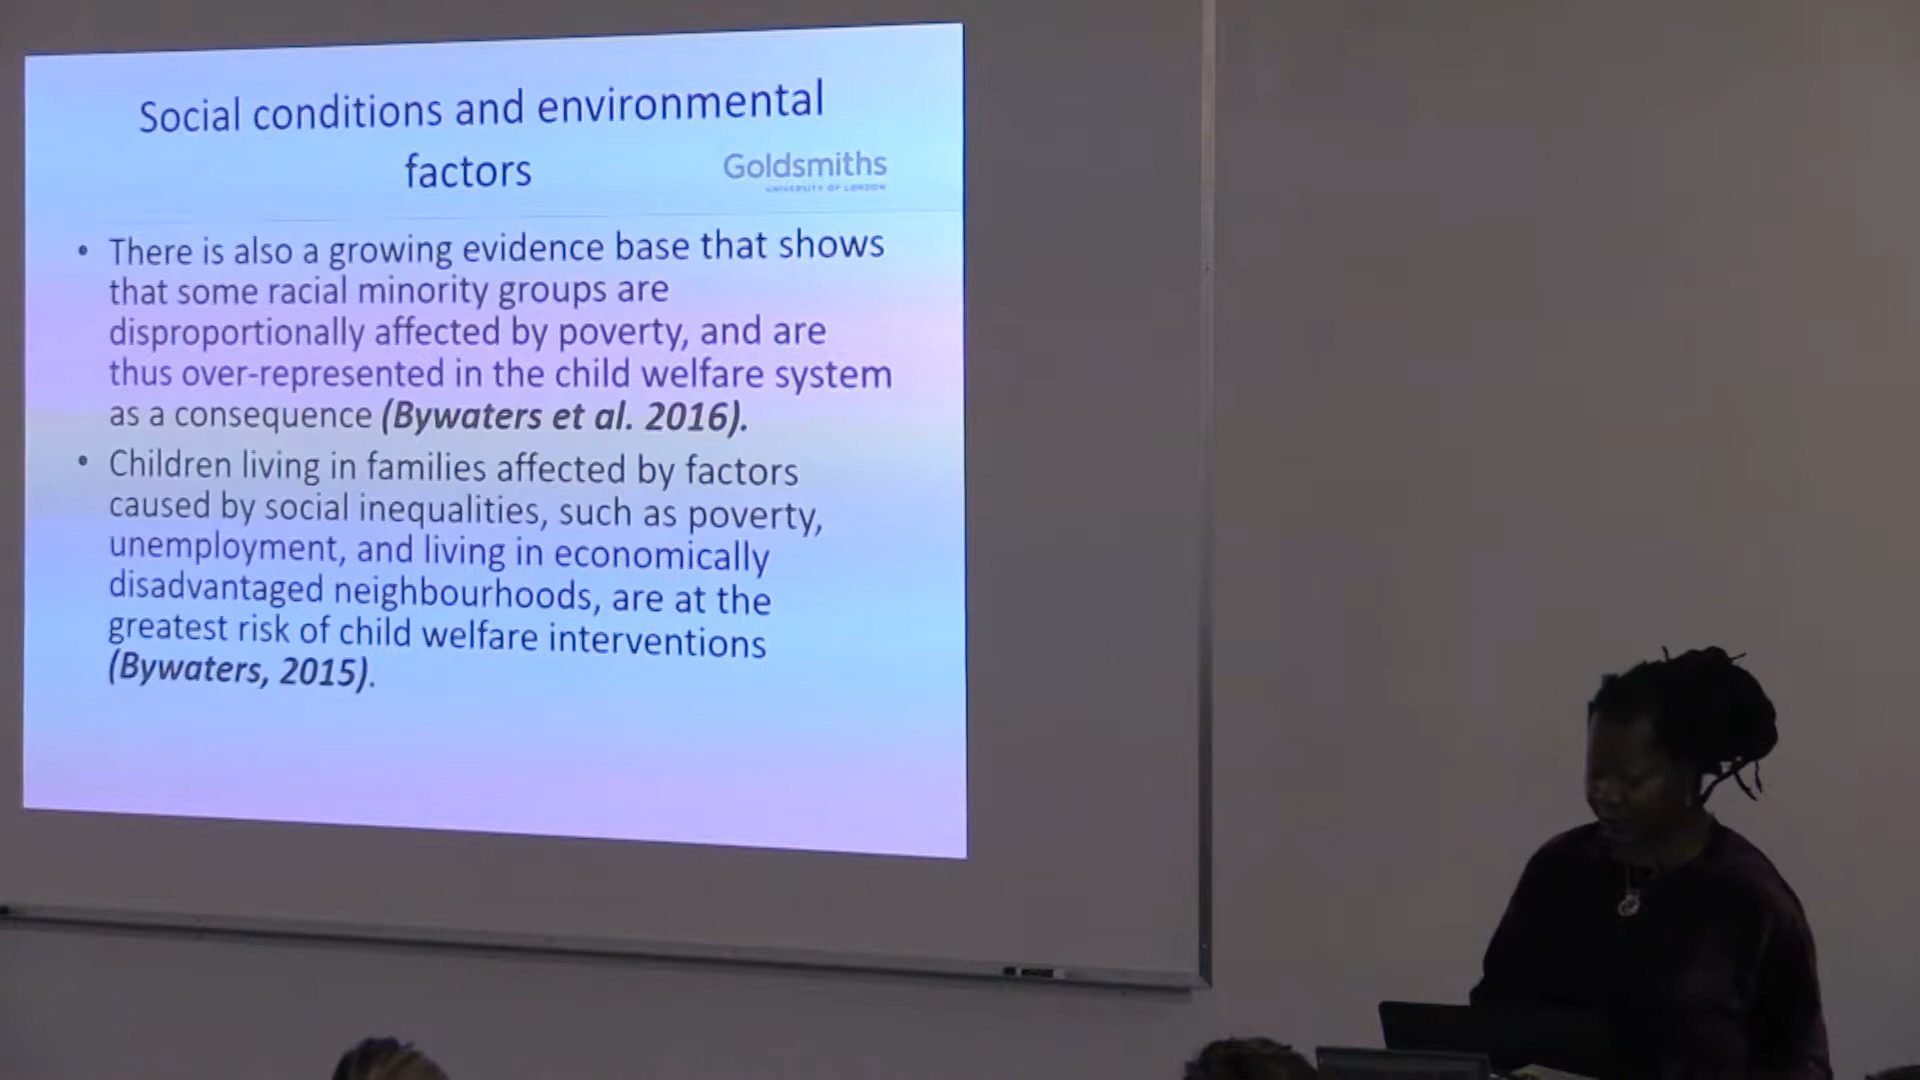 Social conditions and environmental
factors
Goldsmiths
UNIVERSITY OF LONDON
• There is also a growing evidence base that shows
that some racial minority groups are
disproportionally affected by poverty, and are
thus over-represented in the child welfare system
as a consequence (Bywaters et al. 2016).
• Children living in families affected by factors
caused by social inequalities, such as poverty,
unemployment, and living in economically
disadvantaged neighbourhoods, are at the
greatest risk of child welfare interventions
(Bywaters, 2015).